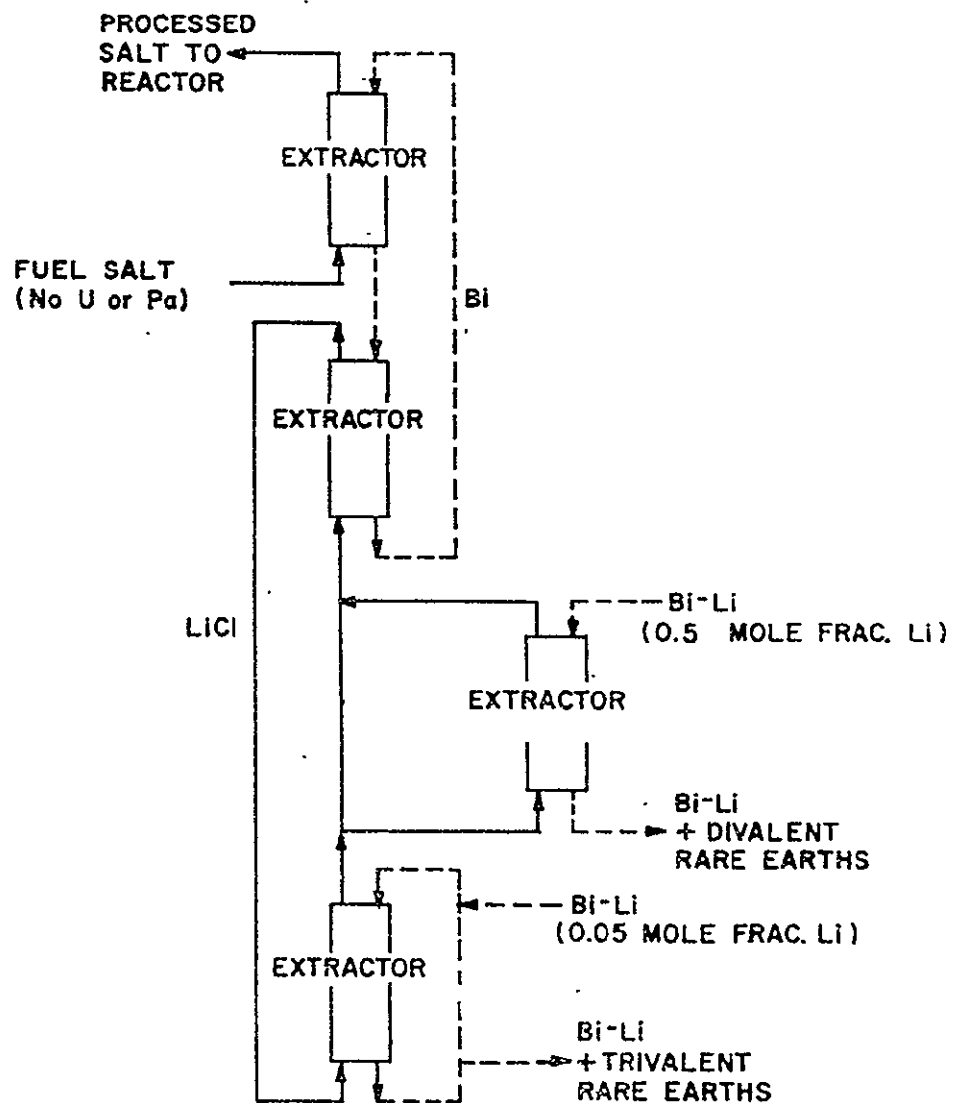 PROCESSED
SALT TO
REACTOR
EXTRACTOR
FUEL SALT
(No U or Pa)
Bi
EXTRACTOR
LiCl
Bi-Li
(0.5 MOLE FRAC. Li)
EXTRACTOR
Bi-Li
+ DIVALENT
RARE EARTHS
Bi-Li
(0.05 MOLE FRAC. Li)
EXTRACTOR
Bi-Li
+ TRIVALENT
RARE EARTHS